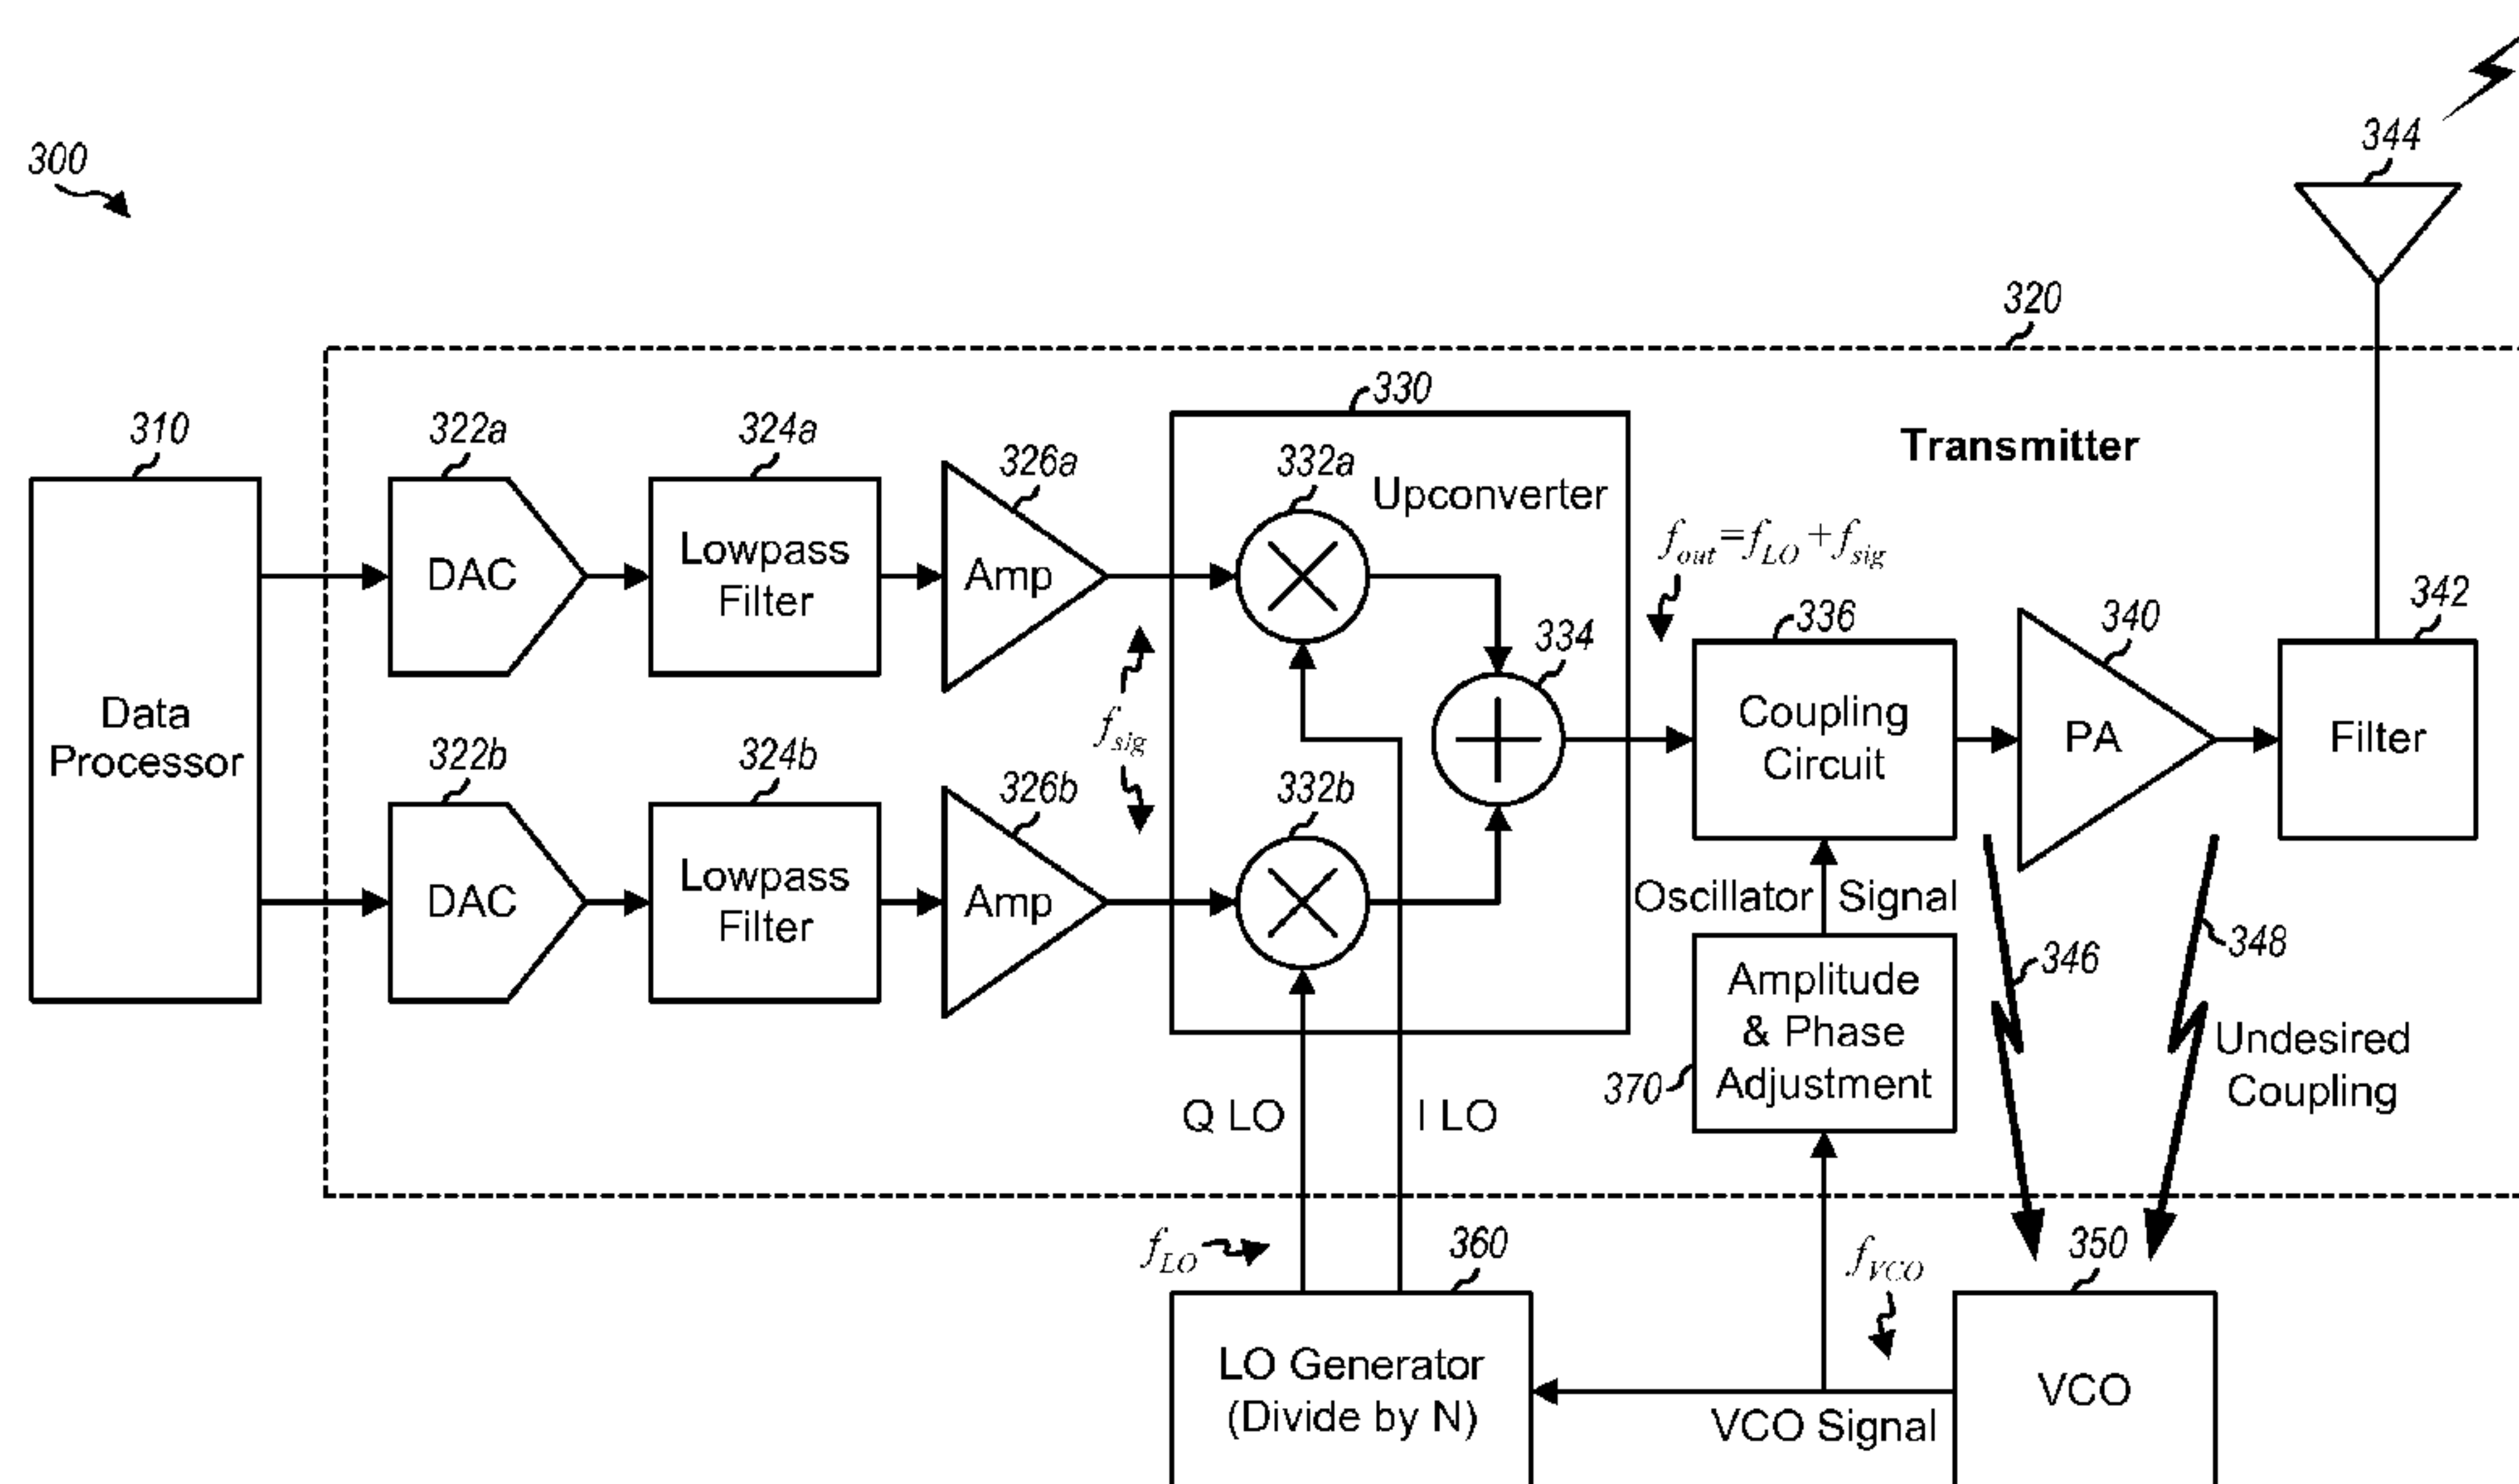 300
344
320
330
310
322a
324a
326a
332a
Upconverter
Transmitter
f_out=f_LO+f_sig
DAC
Lowpass
Filter
Amp
334
336
340
342
Data
Processor
f_sig
Coupling
Circuit
PA
Filter
322b
324b
326b
332b
DAC
Lowpass
Filter
Amp
Oscillator Signal
346
348
Amplitude
& Phase
Adjustment
370
Undesired
Coupling
Q LO
I LO
f_LO
360
f_VCO
350
LO Generator
(Divide by N)
VCO Signal
VCO